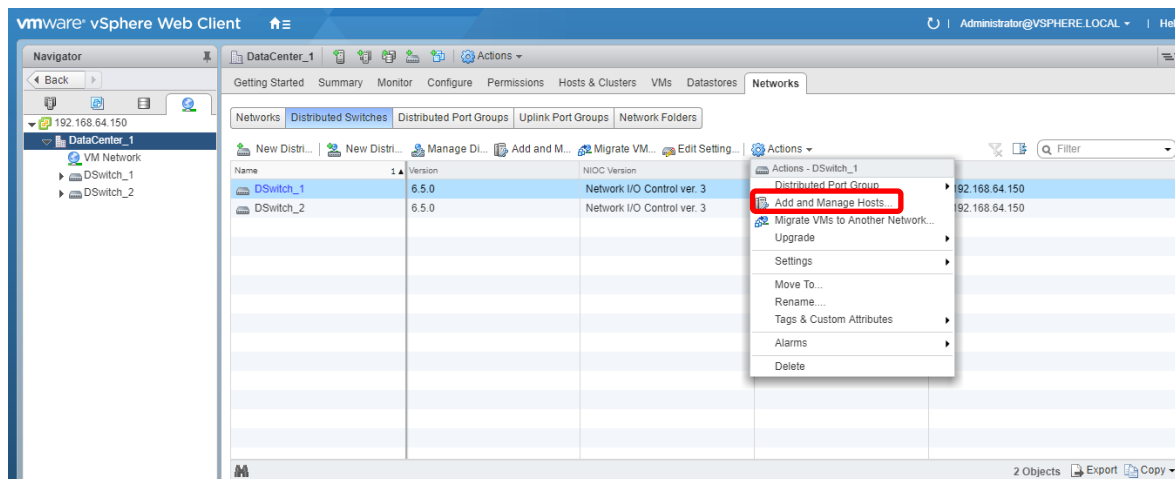 vmware® vSphere Web Client
Administrator@VSPHERE.LOCAL
Hel
Navigator
DataCenter_1
Actions
Back
Getting Started Summary Monitor Configure Permissions Hosts & Clusters VMs Datastores Networks
192.168.64.150
DataCenter_1
VM Network
DSwitch_1
DSwitch_2
Networks Distributed Switches Distributed Port Groups Uplink Port Groups Network Folders
New Distri... New Distri... Manage Di... Add and M... Migrate VM... Edit Setting... Actions
Filter
Name 1 Version NIOC Version
DSwitch_1 6.5.0 Network I/O Control ver. 3 192.168.64.150
DSwitch_2 6.5.0 Network I/O Control ver. 3 192.168.64.150
Actions - DSwitch_1
Distributed Port Group
Add and Manage Hosts...
Migrate VMs to Another Network...
Upgrade
Settings
Move To...
Rename....
Tags & Custom Attributes
Alarms
Delete
2 Objects Export Copy